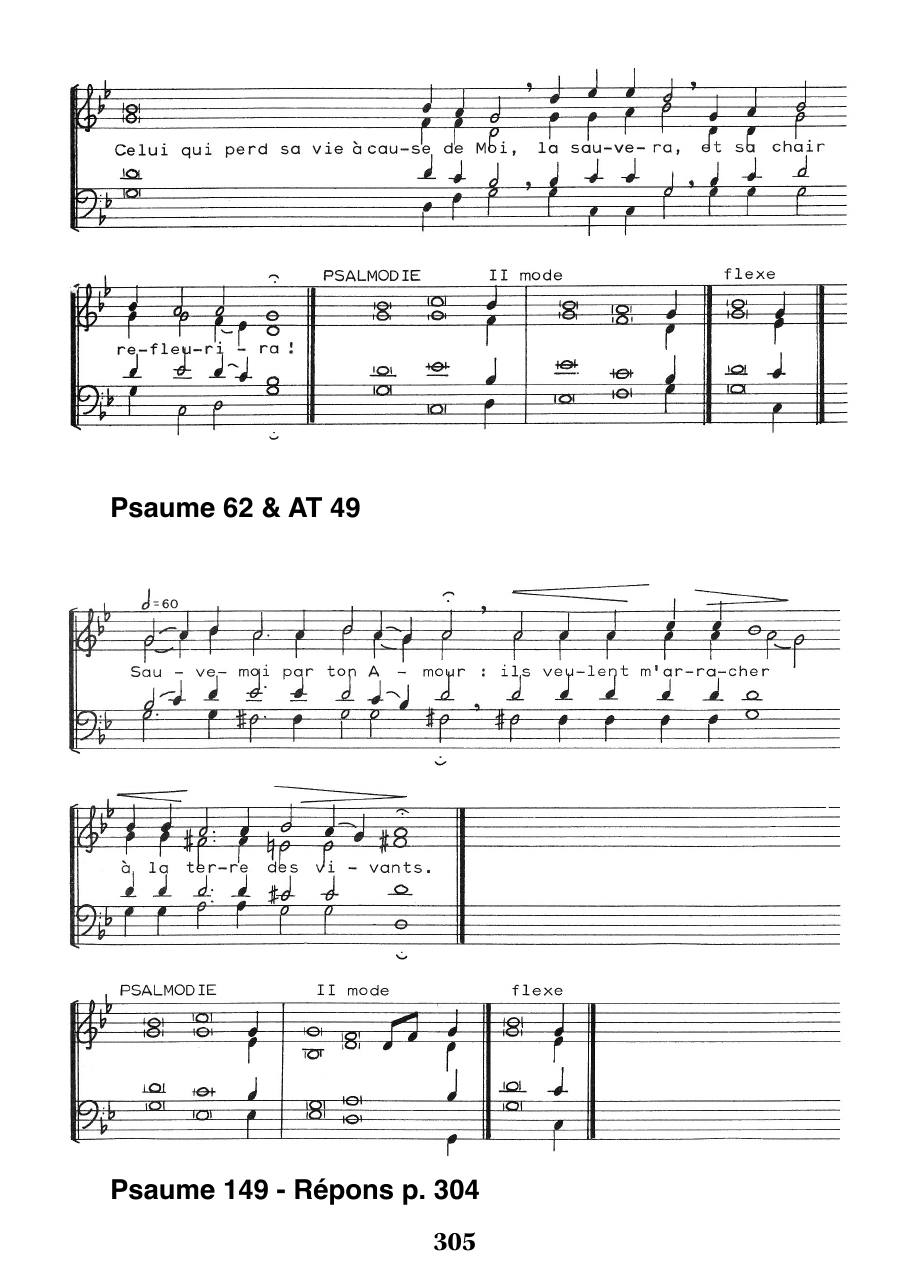 Celui qui perd sa vie à cau-se de Moi, la sau-ve-ra, et sa chair
PSALMODIE II mode flexe
re-fleu-ri - ra !
Psaume 62 & AT 49
=60
Sau - ve- moi par ton A - mour : ils veu-lent m'ar-ra-cher
à la ter-re des vi - vants.
PSALMODIE II mode flexe
Psaume 149 - Répons p. 304
305